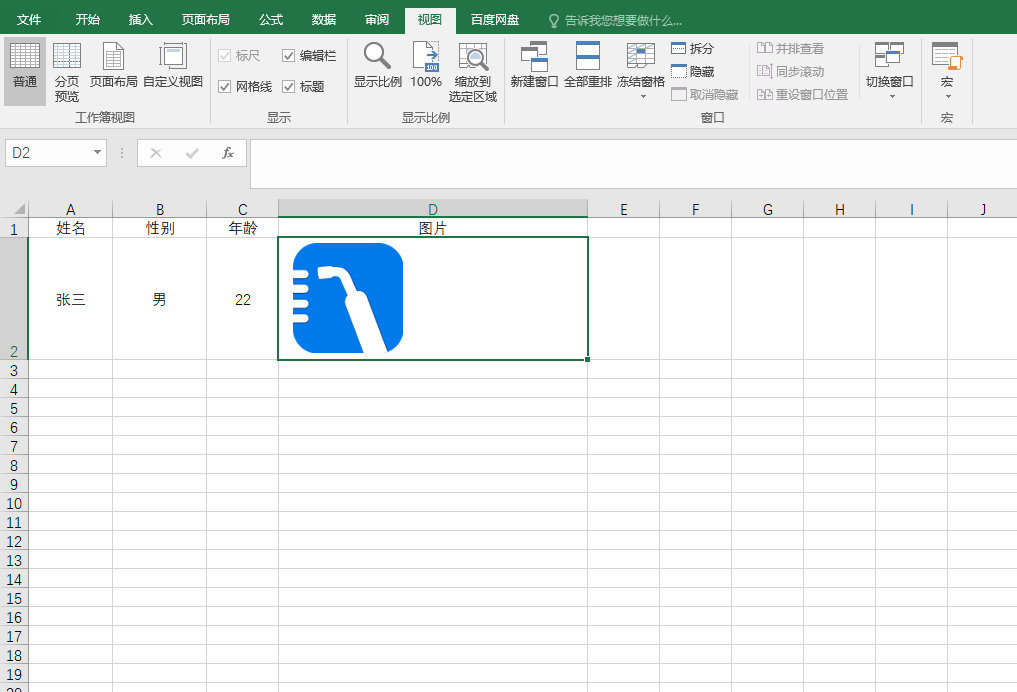 文件 开始 插入 页面布局 公式 数据 审阅 视图 百度网盘 告诉我您想要做什么...
普通 分页预览 页面布局 自定义视图
工作簿视图
标尺 编辑栏
网格线 标题
显示
显示比例 100% 缩放到选定区域
100
显示比例
新建窗口 全部重排 冻结窗格
拆分
隐藏
取消隐藏
并排查看
同步滚动
重设窗口位置
切换窗口
窗口
宏
宏
D2 fx
A B C D E F G H I J
1 姓名 性别 年龄 图片
2 张三 男 22
3
4
5
6
7
8
9
10
11
12
13
14
15
16
17
18
19
20